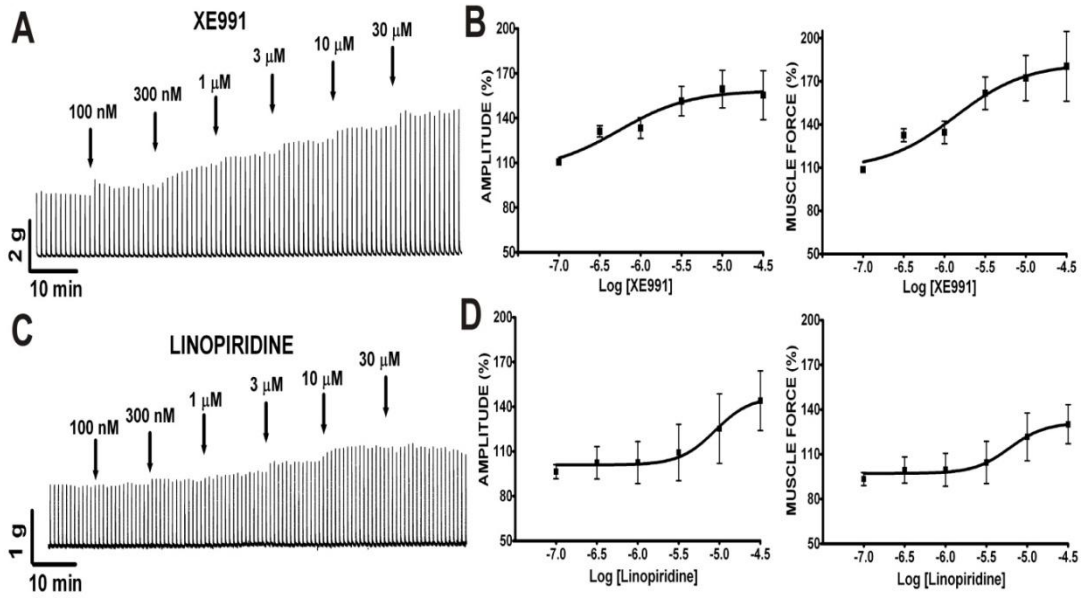 A
XE991
100 nM
300 nM
1 μM
3 μM
10 μM
30 μM
2 g
10 min
B
AMPLITUDE (%)
200
170
140
110
80
50
-7.0 -6.5 -6.0 -5.5 -5.0 -4.5
Log [XE991]
MUSCLE FORCE (%)
200
170
140
110
80
50
-7.0 -6.5 -6.0 -5.5 -5.0 -4.5
Log [XE991]
C
LINOPIRIDINE
100 nM
300 nM
1 μM
3 μM
10 μM
30 μM
1 g
10 min
D
AMPLITUDE (%)
200
170
140
110
80
50
-7.0 -6.5 -6.0 -5.5 -5.0 -4.5
Log [Linopiridine]
MUSCLE FORCE (%)
200
170
140
110
80
50
-7.0 -6.5 -6.0 -5.5 -5.0 -4.5
Log [Linopiridine]